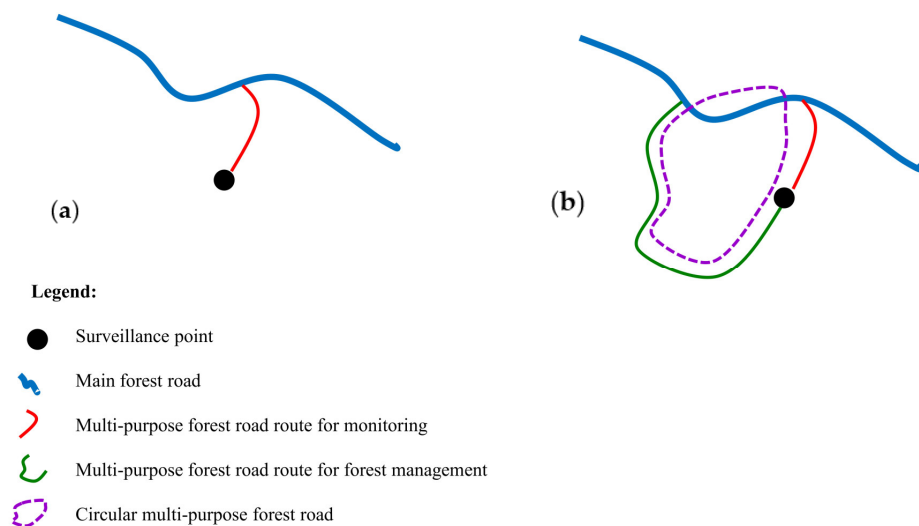 (a)
(b)
Legend:
Surveillance point
Main forest road
Multi-purpose forest road route for monitoring
Multi-purpose forest road route for forest management
Circular multi-purpose forest road